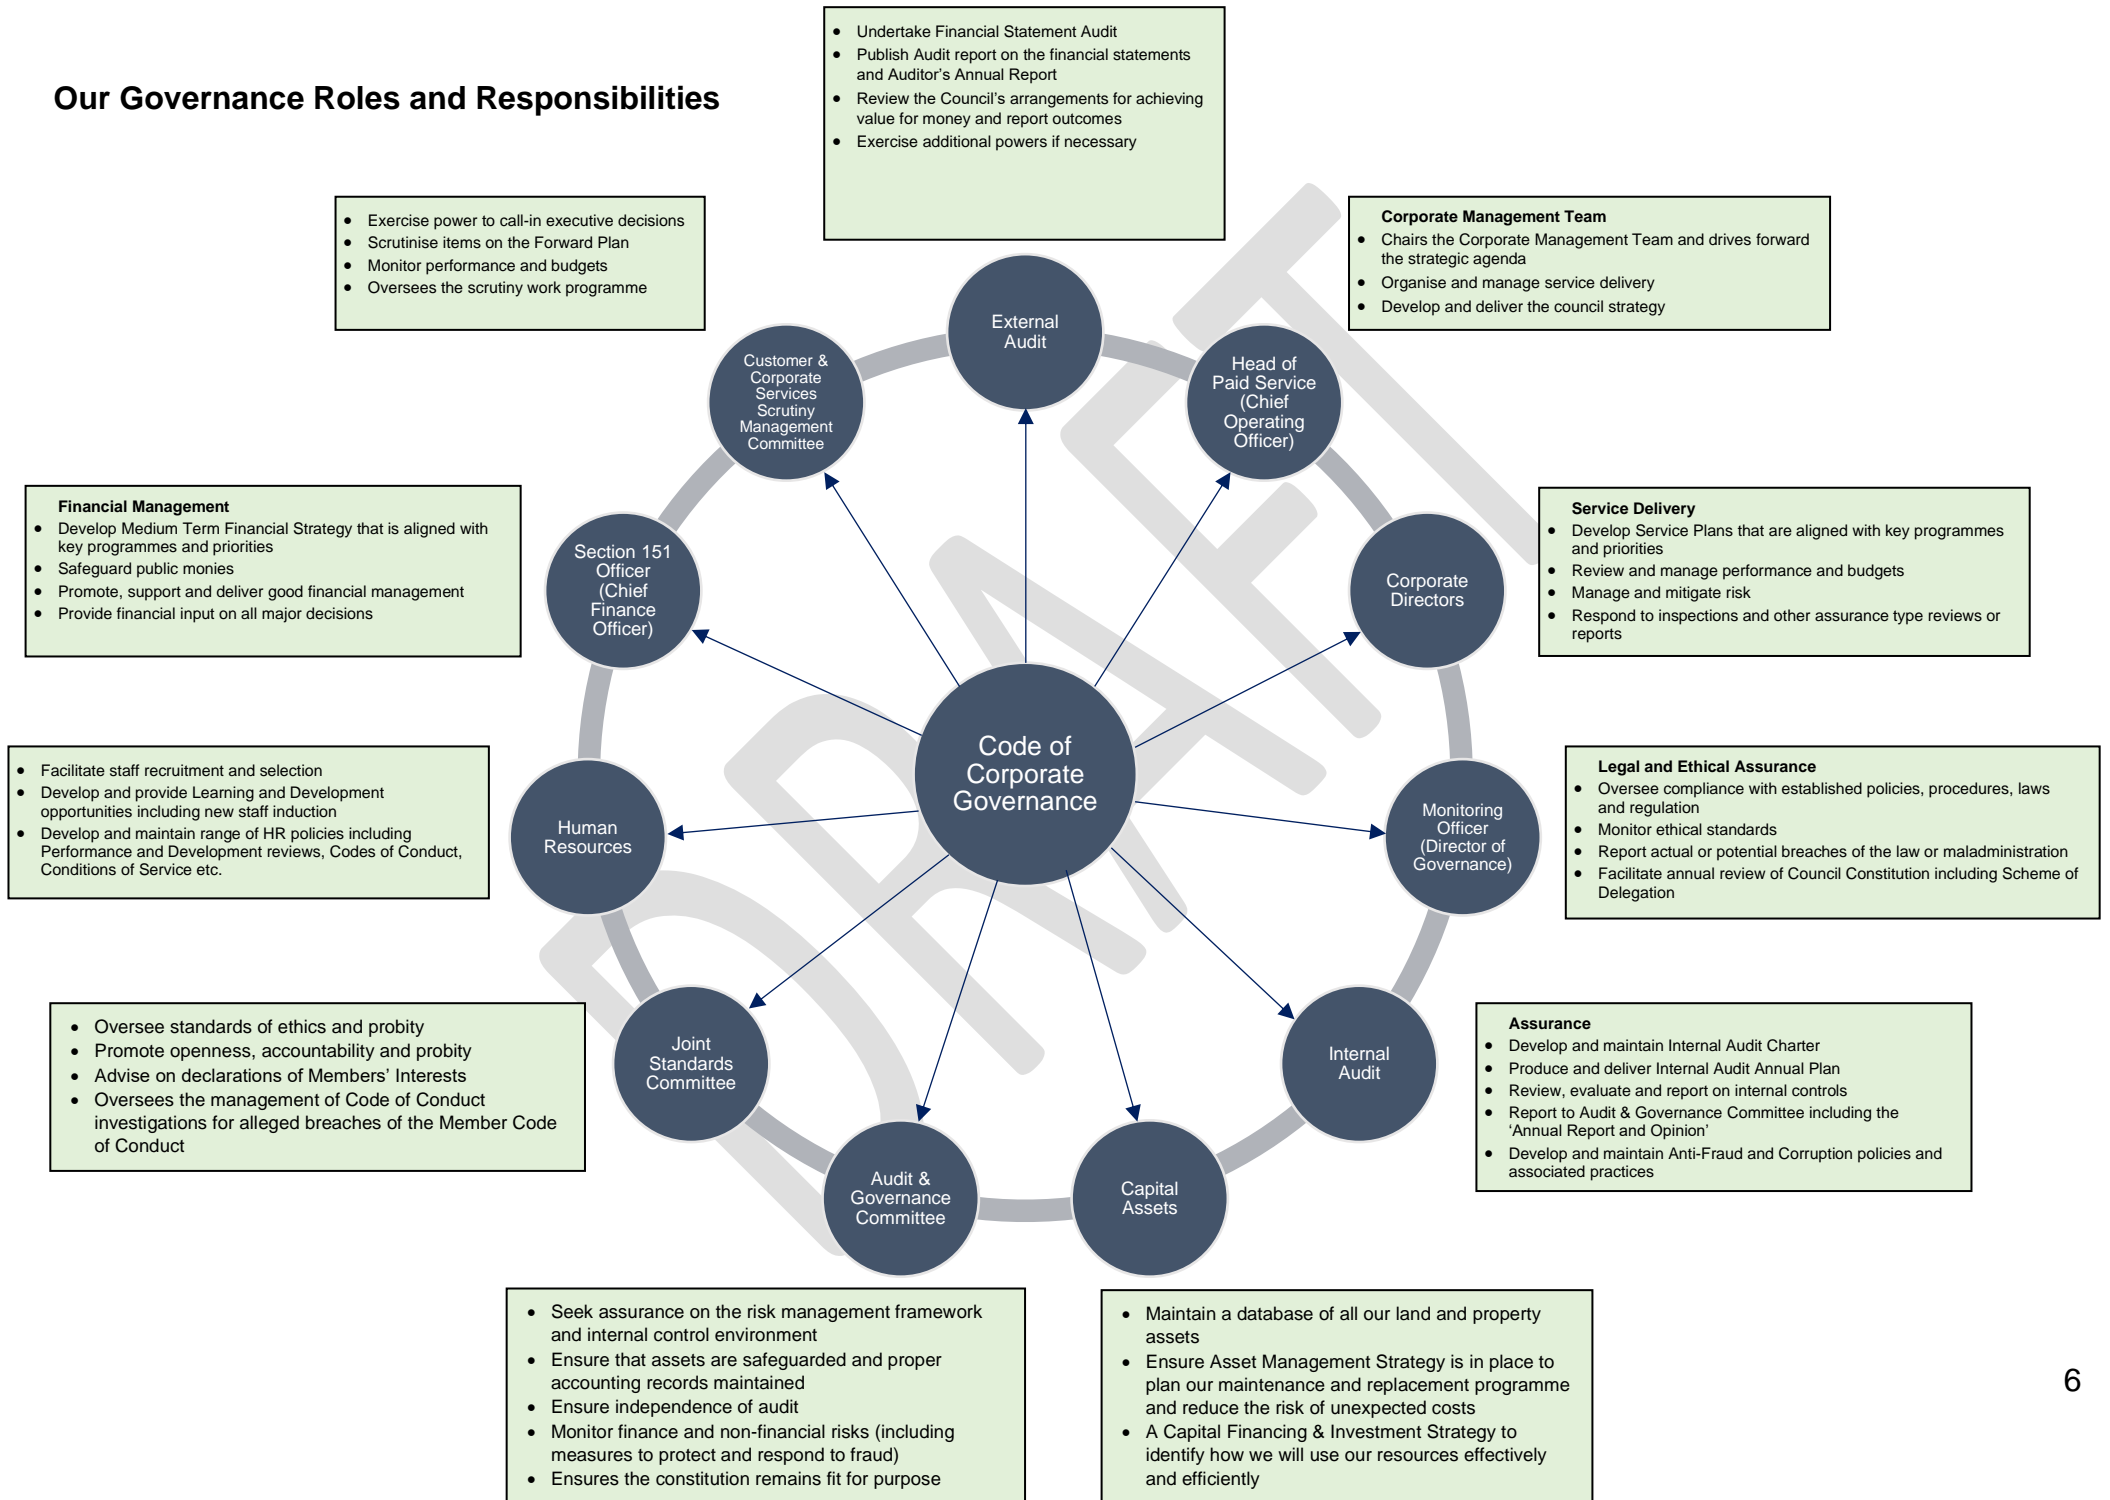 Our Governance Roles and Responsibilities
• Undertake Financial Statement Audit
• Publish Audit report on the financial statements
and Auditor’s Annual Report
• Review the Council’s arrangements for achieving
value for money and report outcomes
• Exercise additional powers if necessary
• Exercise power to call-in executive decisions
• Scrutinise items on the Forward Plan
• Monitor performance and budgets
• Oversees the scrutiny work programme
Corporate Management Team
• Chairs the Corporate Management Team and drives forward
the strategic agenda
• Organise and manage service delivery
• Develop and deliver the council strategy
External
Audit
Customer &
Corporate
Services
Scrutiny
Management
Committee
Head of
Paid Service
(Chief
Operating
Officer)
Financial Management
• Develop Medium Term Financial Strategy that is aligned with
key programmes and priorities
• Safeguard public monies
• Promote, support and deliver good financial management
• Provide financial input on all major decisions
Section 151
Officer
(Chief
Finance
Officer)
Corporate
Directors
Service Delivery
• Develop Service Plans that are aligned with key programmes
and priorities
• Review and manage performance and budgets
• Manage and mitigate risk
• Respond to inspections and other assurance type reviews or
reports
Code of
Corporate
Governance
• Facilitate staff recruitment and selection
• Develop and provide Learning and Development
opportunities including new staff induction
• Develop and maintain range of HR policies including
Performance and Development reviews, Codes of Conduct,
Conditions of Service etc.
Human
Resources
Monitoring
Officer
(Director of
Governance)
Legal and Ethical Assurance
• Oversee compliance with established policies, procedures, laws
and regulation
• Monitor ethical standards
• Report actual or potential breaches of the law or maladministration
• Facilitate annual review of Council Constitution including Scheme of
Delegation
• Oversee standards of ethics and probity
• Promote openness, accountability and probity
• Advise on declarations of Members’ Interests
• Oversees the management of Code of Conduct
investigations for alleged breaches of the Member Code
of Conduct
Joint
Standards
Committee
Internal
Audit
Assurance
• Develop and maintain Internal Audit Charter
• Produce and deliver Internal Audit Annual Plan
• Review, evaluate and report on internal controls
• Report to Audit & Governance Committee including the
‘Annual Report and Opinion’
• Develop and maintain Anti-Fraud and Corruption policies and
associated practices
Audit &
Governance
Committee
Capital
Assets
• Seek assurance on the risk management framework
and internal control environment
• Ensure that assets are safeguarded and proper
accounting records maintained
• Ensure independence of audit
• Monitor finance and non-financial risks (including
measures to protect and respond to fraud)
• Ensures the constitution remains fit for purpose
• Maintain a database of all our land and property
assets
• Ensure Asset Management Strategy is in place to
plan our maintenance and replacement programme
and reduce the risk of unexpected costs
• A Capital Financing & Investment Strategy to
identify how we will use our resources effectively
and efficiently
DRAFT
6